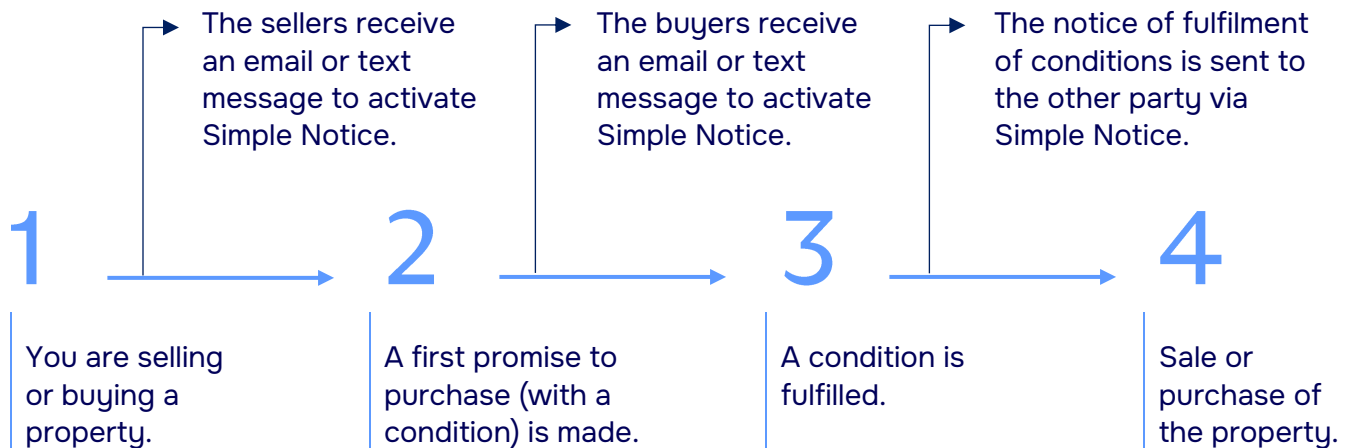 The sellers receive
an email or text
message to activate
Simple Notice.
The buyers receive
an email or text
message to activate
Simple Notice.
The notice of fulfilment
of conditions is sent to
the other party via
Simple Notice.
1
2
3
4
You are selling
or buying a
property.
A first promise to
purchase (with a
condition) is made.
A condition is
fulfilled.
Sale or
purchase of
the property.